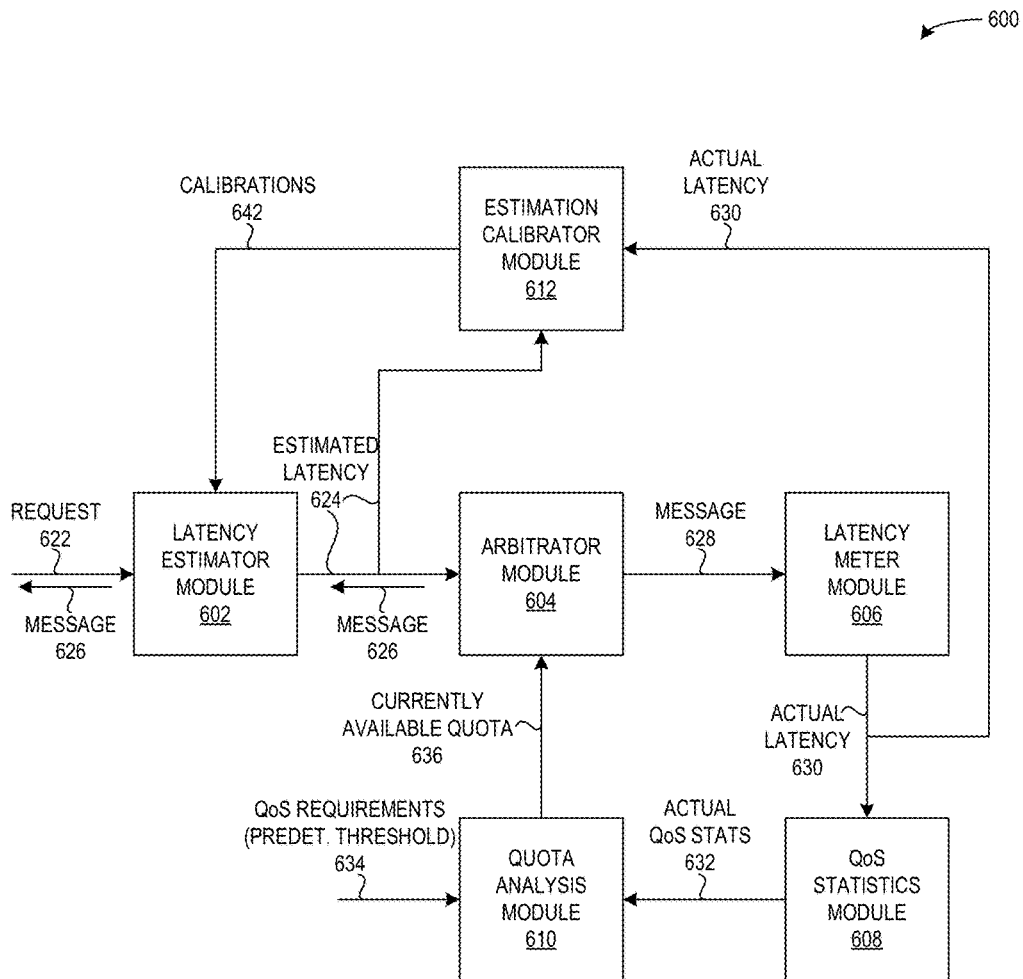 600
CALIBRATIONS
642
ESTIMATION
CALIBRATOR
MODULE
612
ACTUAL
LATENCY
630
ESTIMATED
LATENCY
624
REQUEST
622
MESSAGE
626
LATENCY
ESTIMATOR
MODULE
602
MESSAGE
626
ARBITRATOR
MODULE
604
MESSAGE
628
LATENCY
METER
MODULE
606
CURRENTLY
AVAILABLE QUOTA
636
ACTUAL
LATENCY
630
QoS REQUIREMENTS
(PREDET. THRESHOLD)
634
QUOTA
ANALYSIS
MODULE
610
ACTUAL
QoS STATS
632
QoS
STATISTICS
MODULE
608